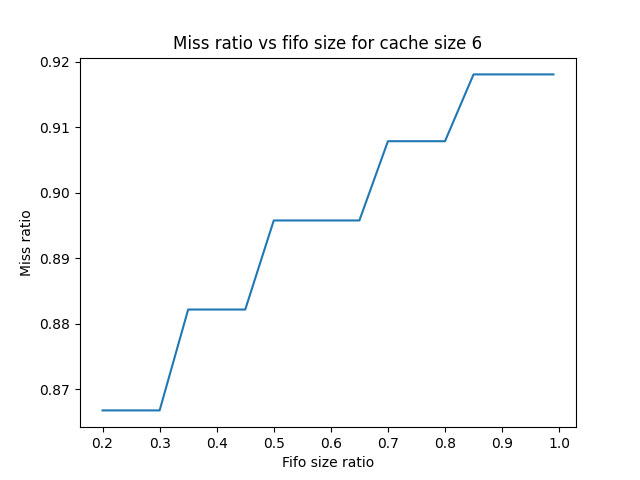 Miss ratio vs fifo size for cache size 6
0.92
0.91
0.90
0.89
0.88
0.87
Miss ratio
0.2 0.3 0.4 0.5 0.6 0.7 0.8 0.9 1.0
Fifo size ratio